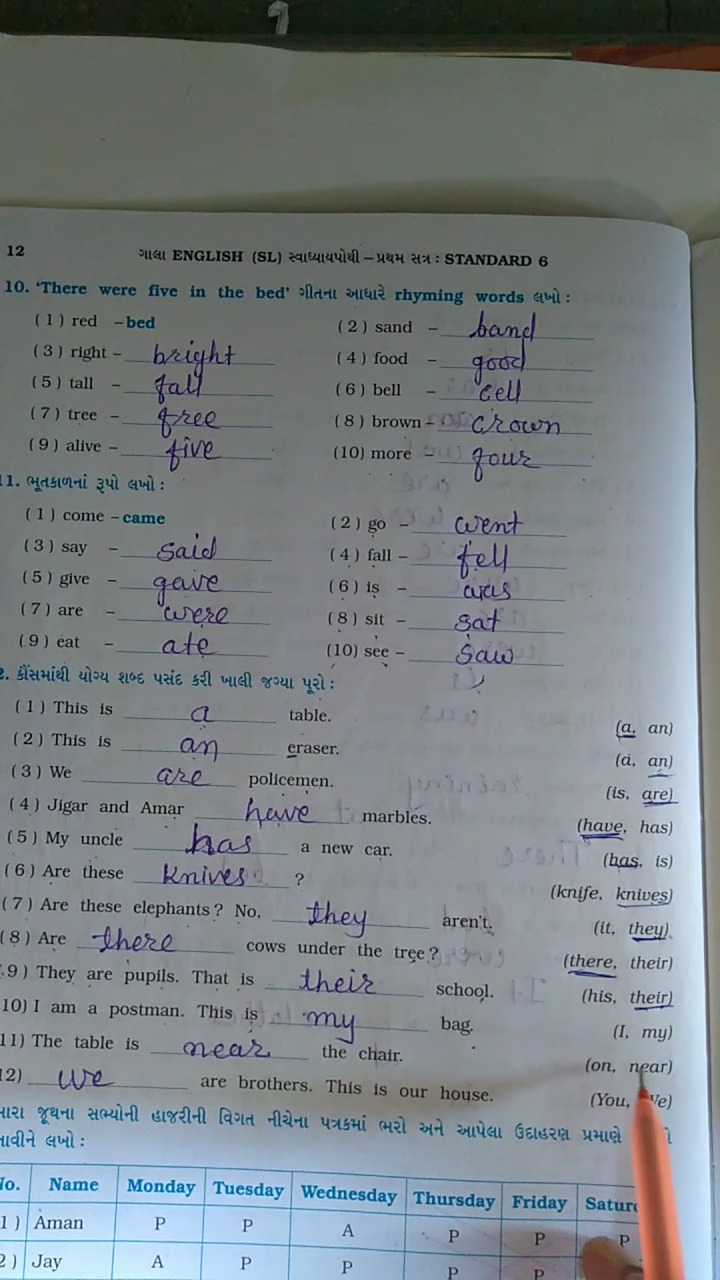 12 ગાલા ENGLISH (SL) સ્વાધ્યાયપોથી – પ્રથમ સત્ર : STANDARD 6
10. 'There were five in the bed' ગીતના આધારે rhyming words લખો :
(1) red – bed (2) sand – band
(3) right – bright (4) food – good
(5) tall – fall (6) bell – cell
(7) tree – free (8) brown – crown
(9) alive – five (10) more – four
11. ભૂતકાળનાં રૂપો લખો :
(1) come – came (2) go – went
(3) say – said (4) fall – fell
(5) give – gave (6) is – was
(7) are – were (8) sit – sat
(9) eat – ate (10) see – saw
2. કૌંસમાંથી યોગ્ય શબ્દ પસંદ કરી ખાલી જગ્યા પૂરો :
(1) This is a table. (a, an)
(2) This is an eraser. (a, an)
(3) We are policemen. (is, are)
(4) Jigar and Amar have marbles. (have, has)
(5) My uncle has a new car. (has, is)
(6) Are these knives ? (knife, knives)
(7) Are these elephants? No, they aren't. (it, they)
(8) Are there cows under the tree? (there, their)
(9) They are pupils. That is their school. (his, their)
10) I am a postman. This is my bag. (I, my)
11) The table is near the chair. (on, near)
12) we are brothers. This is our house. (You, We)
મારા જૂથના સભ્યોની હાજરીની વિગત નીચેના પત્રકમાં ભરો અને આપેલા ઉદાહરણ પ્રમાણે
બનાવીને લખો :
No. Name Monday Tuesday Wednesday Thursday Friday Satur
1) Aman P P A P P P
2) Jay A P P P P